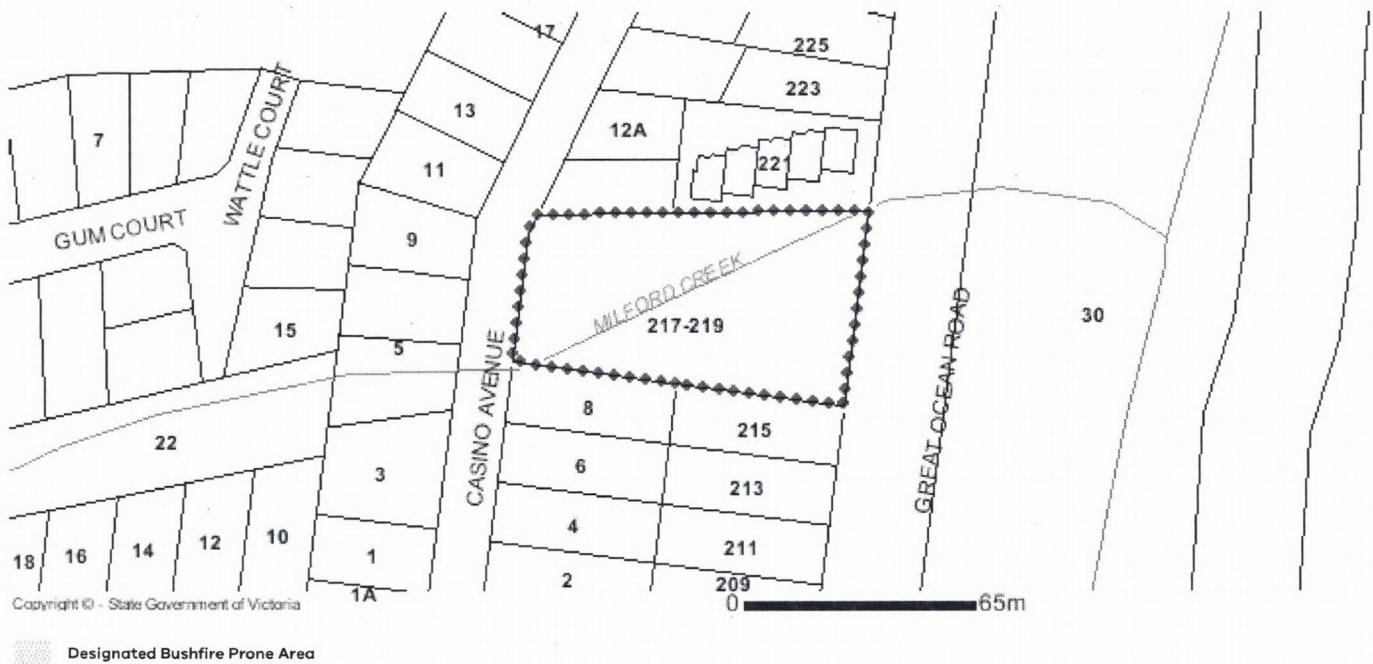 17
225
223
13
12A
7
WATTLE COURT
11
221
GUM COURT
9
MILFORD CREEK
217-219
30
15
5
CASINO AVENUE
GREAT OCEAN ROAD
8
215
22
6
213
3
4
211
18
16
14
12
10
1
2
209
1A
Copyright © - State Government of Victoria
0
65m
Designated Bushfire Prone Area